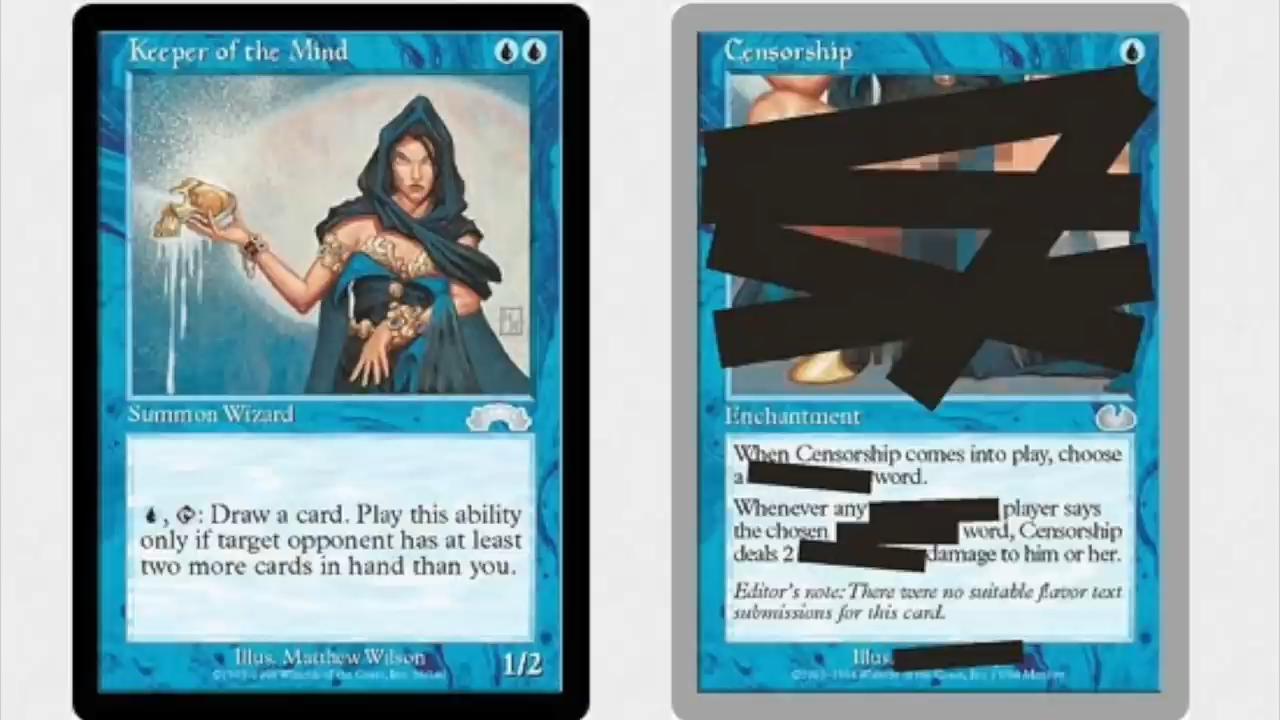 Keeper of the Mind
Summon Wizard
, : Draw a card. Play this ability
only if target opponent has at least
two more cards in hand than you.
Illus. Matthew Wilson
1/2
Censorship
Enchantment
When Censorship comes into play, choose
a word.
Whenever any player says
the chosen word, Censorship
deals 2 damage to him or her.
Editor's note: There were no suitable flavor text
submissions for this card.
Illus.